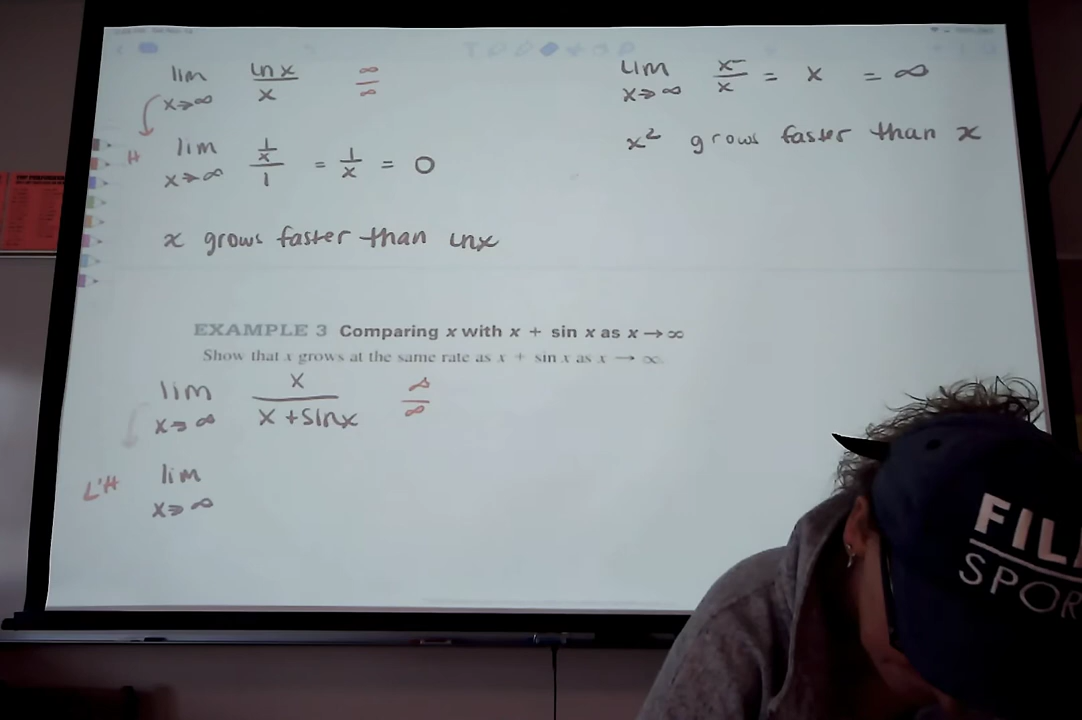 lim x→∞ ln x / x ∞/∞
H lim x→∞ 1/x / 1 = 1/x = 0
x grows faster than ln x
lim x→∞ / x = x = ∞
x² grows faster than x
EXAMPLE 3 Comparing x with x + sin x as x → ∞
Show that x grows at the same rate as x + sin x as x → ∞.
lim x→∞ x / x + sin x ∞/∞
L'H lim x→∞
FIL
SPOR